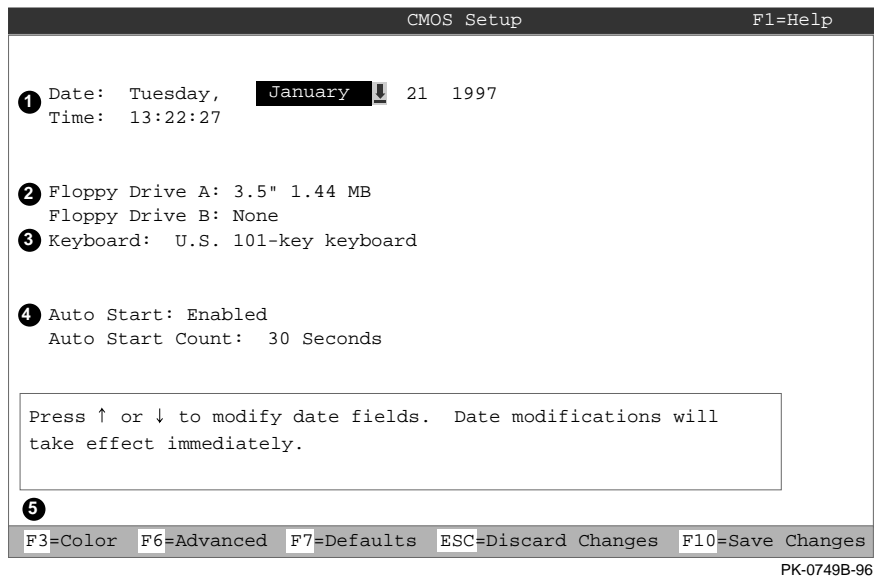 CMOS Setup F1=Help
1 Date: Tuesday, January ⬇ 21 1997
Time: 13:22:27
2 Floppy Drive A: 3.5" 1.44 MB
Floppy Drive B: None
3 Keyboard: U.S. 101-key keyboard
4 Auto Start: Enabled
Auto Start Count: 30 Seconds
Press ↑ or ↓ to modify date fields. Date modifications will
take effect immediately.
5
F3=Color F6=Advanced F7=Defaults ESC=Discard Changes F10=Save Changes
PK-0749B-96